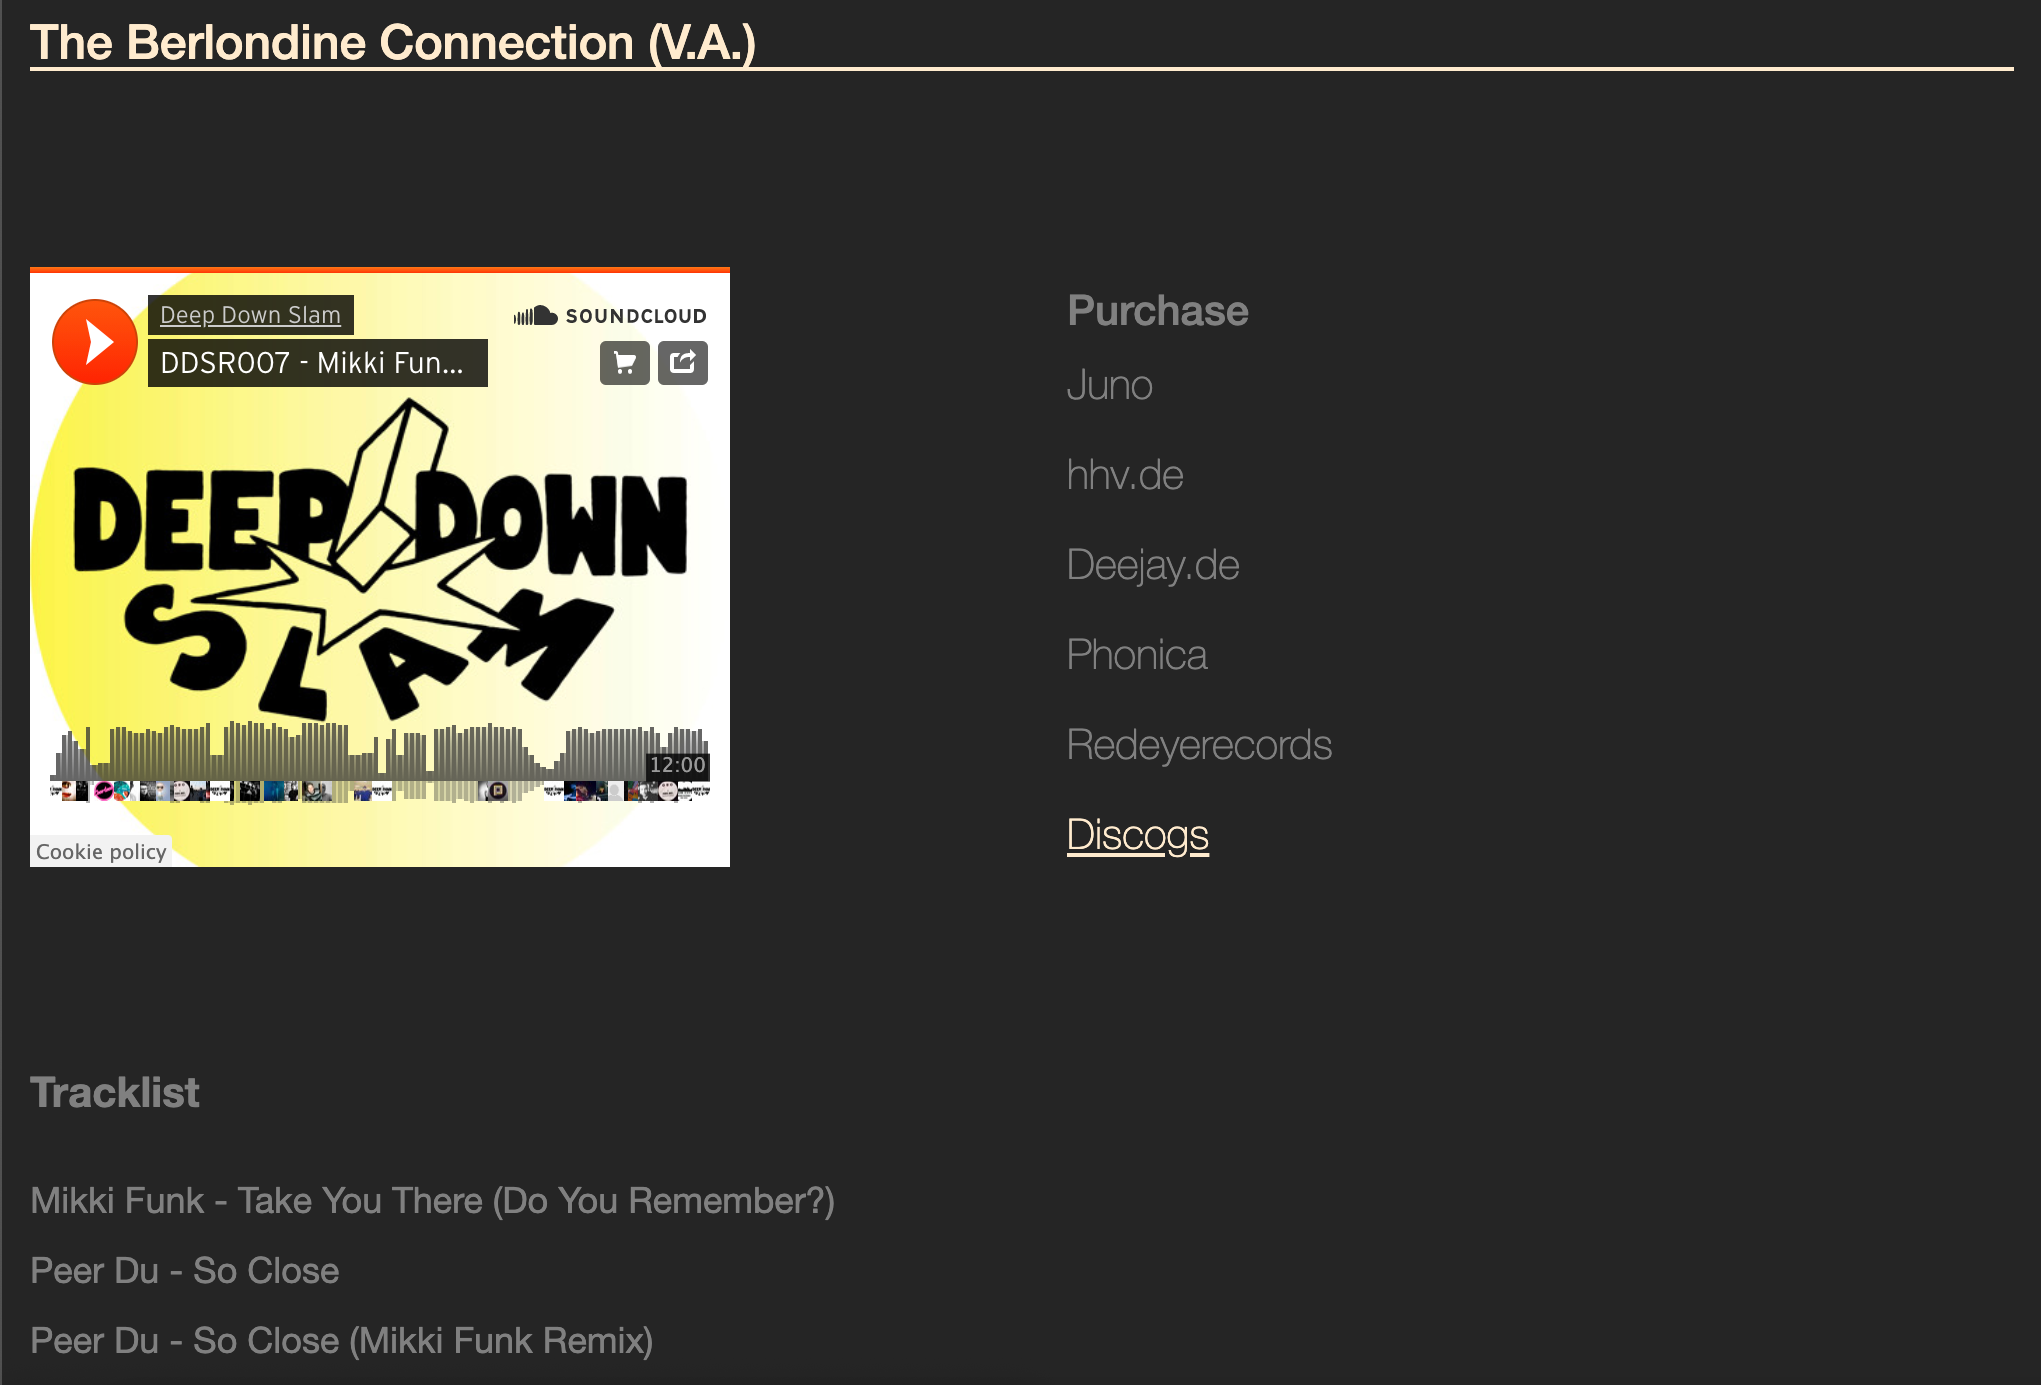 The Berlondine Connection (V.A.)
Deep Down Slam
SOUNDCLOUD
DDSR007 - Mikki Fun...
DEEP DOWN
SLAM
12:00
Cookie policy
Purchase
Juno
hhv.de
Deejay.de
Phonica
Redeyerecords
Discogs
Tracklist
Mikki Funk - Take You There (Do You Remember?)
Peer Du - So Close
Peer Du - So Close (Mikki Funk Remix)